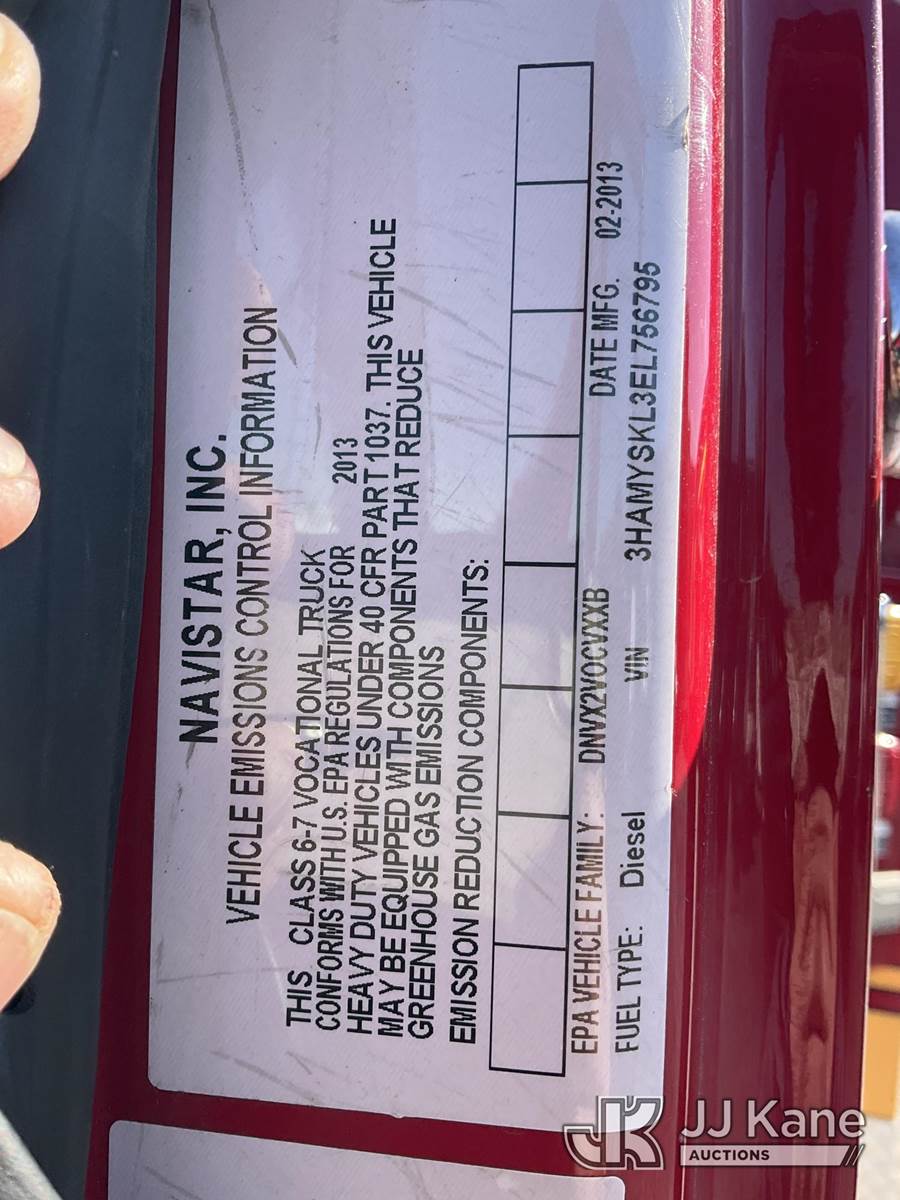 NAVISTAR, INC.
VEHICLE EMISSIONS CONTROL INFORMATION
THIS CLASS 6-7 VOCATIONAL TRUCK
CONFORMS WITH U.S. EPA REGULATIONS FOR 2013
HEAVY DUTY VEHICLES UNDER 40 CFR PART 1037. THIS VEHICLE
MAY BE EQUIPPED WITH COMPONENTS THAT REDUCE
GREENHOUSE GAS EMISSIONS
EMISSION REDUCTION COMPONENTS:
EPA VEHICLE FAMILY: DNVX2VOCVXXB DATE MFG. 02-2013
FUEL TYPE: Diesel VIN 3HAMYSKL3EL756795
JK JJ Kane
AUCTIONS